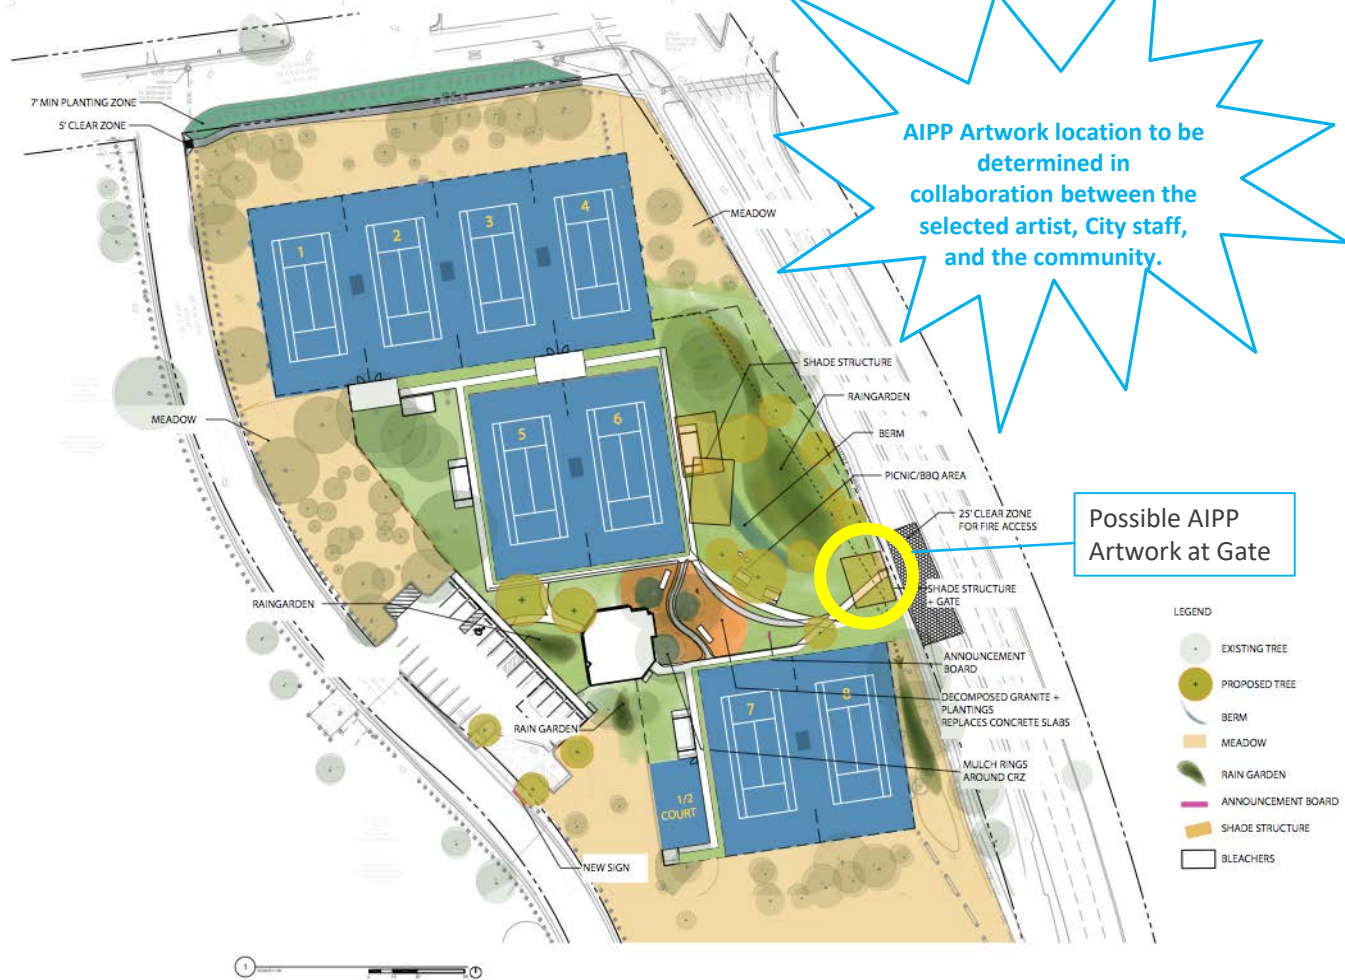 AIPP Artwork location to be
determined in
collaboration between the
selected artist, City staff,
and the community.
7' MIN PLANTING ZONE
5' CLEAR ZONE
MEADOW
1
2
3
4
SHADE STRUCTURE
RAINGARDEN
MEADOW
BERM
5
6
PICNIC/BBQ AREA
25' CLEAR ZONE
FOR FIRE ACCESS
Possible AIPP
Artwork at Gate
SHADE STRUCTURE
+ GATE
RAINGARDEN
ANNOUNCEMENT
BOARD
DECOMPOSED GRANITE +
PLANTINGS
REPLACES CONCRETE SLABS
7
8
RAIN GARDEN
MULCH RINGS
AROUND CRZ
1/2
COURT
NEW SIGN
LEGEND
EXISTING TREE
PROPOSED TREE
BERM
MEADOW
RAIN GARDEN
ANNOUNCEMENT BOARD
SHADE STRUCTURE
BLEACHERS
1